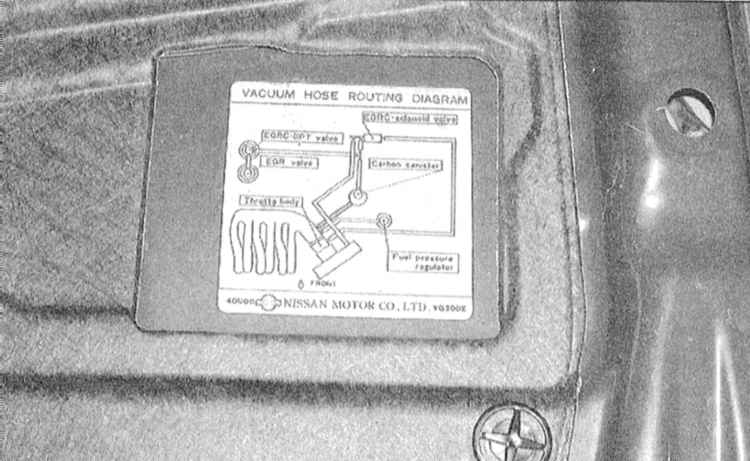 VACUUM HOSE ROUTING DIAGRAM
EGRC-solenoid valve
EGRC-BPT valve
EGR valve
Carbon canister
Throttle body
Fuel pressure
regulator
FRONT
NISSAN MOTOR CO., LTD.